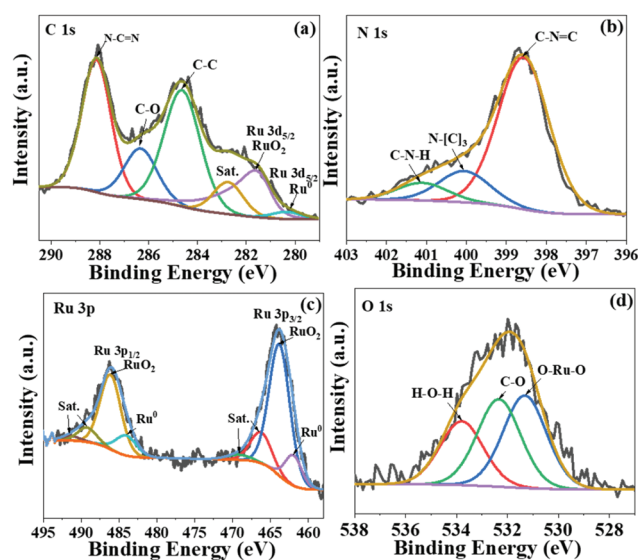 C 1s
(a)
N-C=N
C-O
C-C
Ru 3d5/2
RuO2
Sat.
Ru 3d5/2
Ru0
Intensity (a.u.)
290 288 286 284 282 280
Binding Energy (eV)
N 1s
(b)
C-N=C
N-[C]3
C-N-H
Intensity (a.u.)
403 402 401 400 399 398 397 396
Binding Energy (eV)
Ru 3p
(c)
Ru 3p3/2
RuO2
Ru 3p1/2
RuO2
Sat.
Ru0
Sat.
Ru0
Intensity (a.u.)
495 490 485 480 475 470 465 460
Binding Energy (eV)
O 1s
(d)
O-Ru-O
C-O
H-O-H
Intensity (a.u.)
538 536 534 532 530 528
Binding Energy (eV)